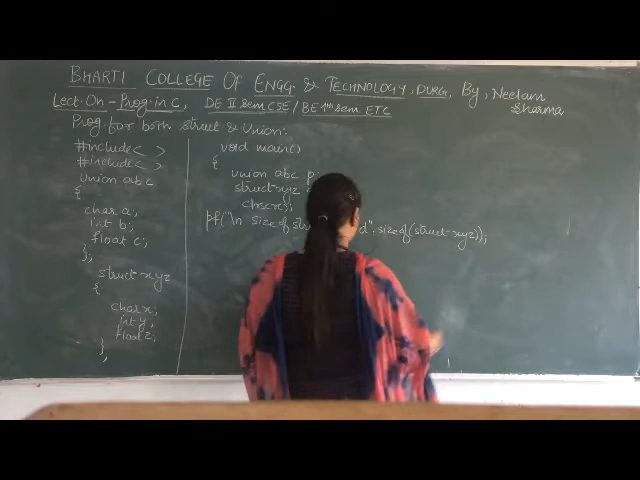 BHARTI COLLEGE OF ENGG. & TECHNOLOGY, DURG, By, Neelam Sharma
Lect. On - Prog. in C, DE II sem CSE / BE 1st sem ETC
Prog. for both struct & Union:
#include< >
#include< >
union abc
{
char a;
int b;
float c;
};
struct xyz
{
char x;
int y;
float z;
};
void main()
{
union abc p;
struct xyz
clrscr();
pf("\n size of d", size of (struct xyz));